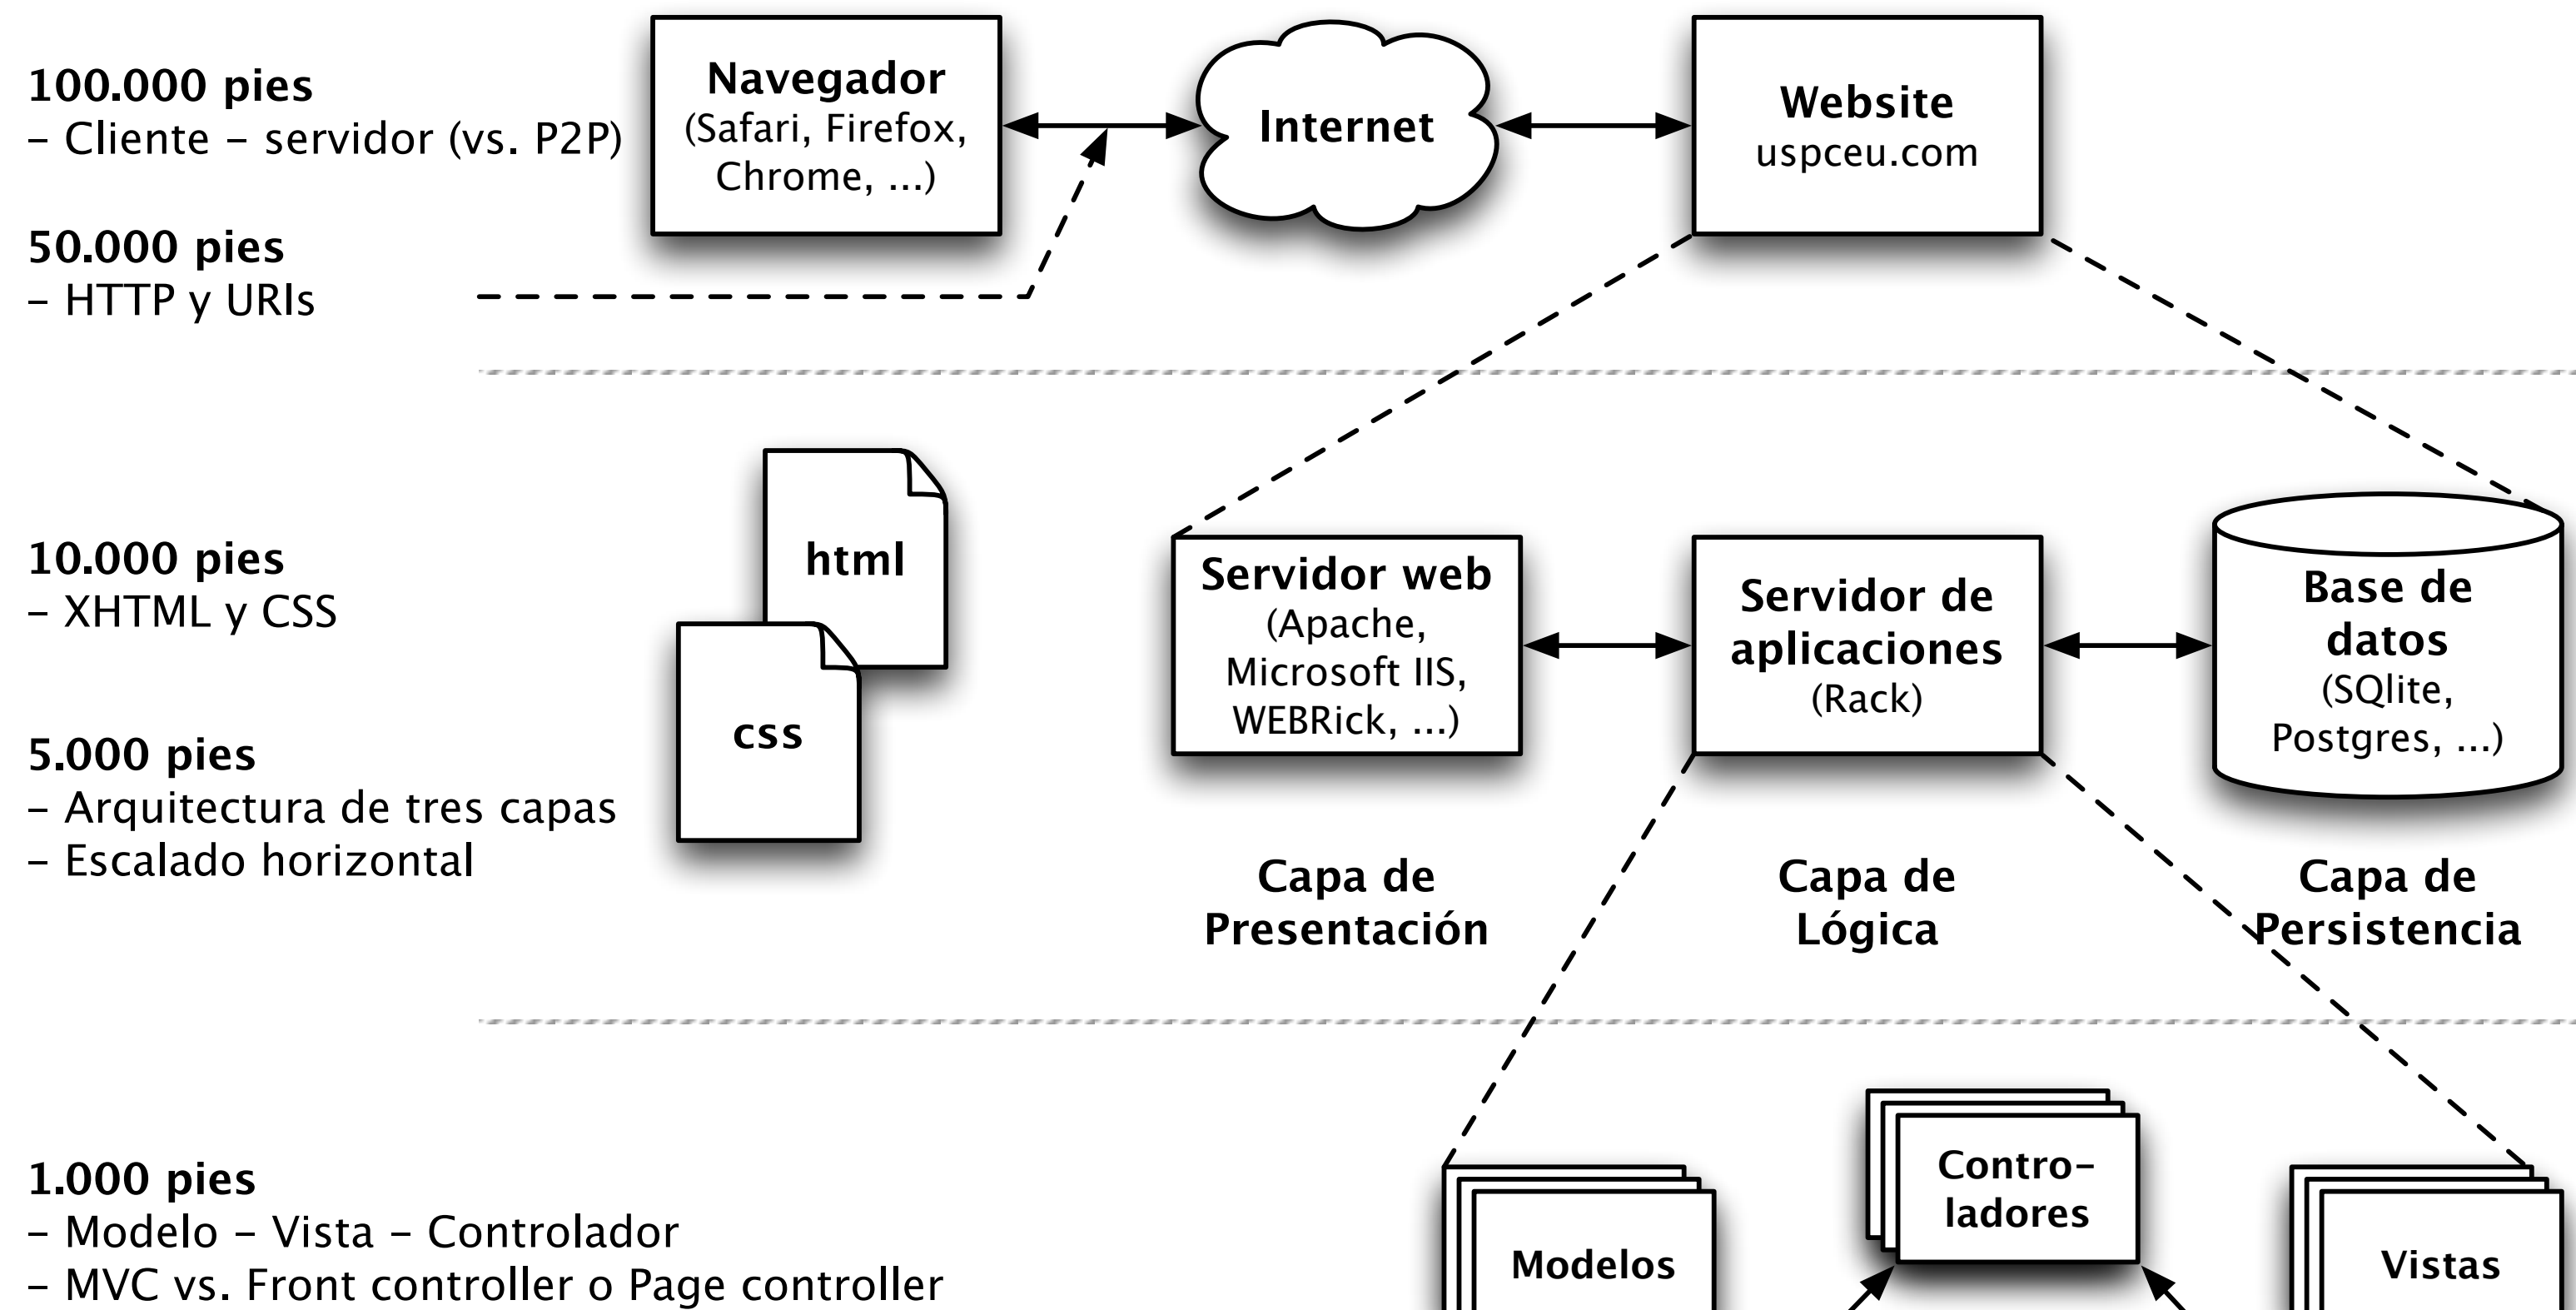 100.000 pies
– Cliente – servidor (vs. P2P)
50.000 pies
– HTTP y URIs
Navegador
(Safari, Firefox,
Chrome, ...)
Internet
Website
uspceu.com
10.000 pies
– XHTML y CSS
5.000 pies
– Arquitectura de tres capas
– Escalado horizontal
html
css
Servidor web
(Apache,
Microsoft IIS,
WEBRick, ...)
Servidor de
aplicaciones
(Rack)
Base de
datos
(SQlite,
Postgres, ...)
Capa de
Presentación
Capa de
Lógica
Capa de
Persistencia
1.000 pies
– Modelo – Vista – Controlador
– MVC vs. Front controller o Page controller
Modelos
Contro–
ladores
Vistas